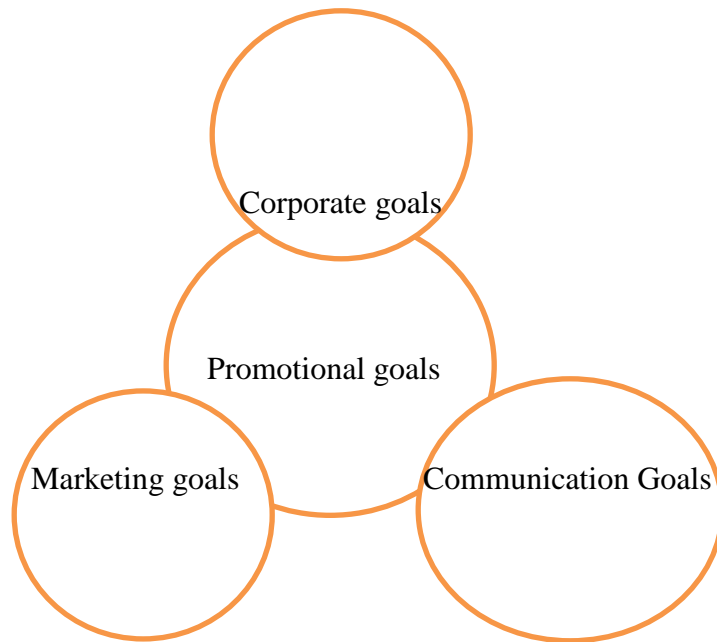 Corporate goals
Promotional goals
Marketing goals
Communication Goals